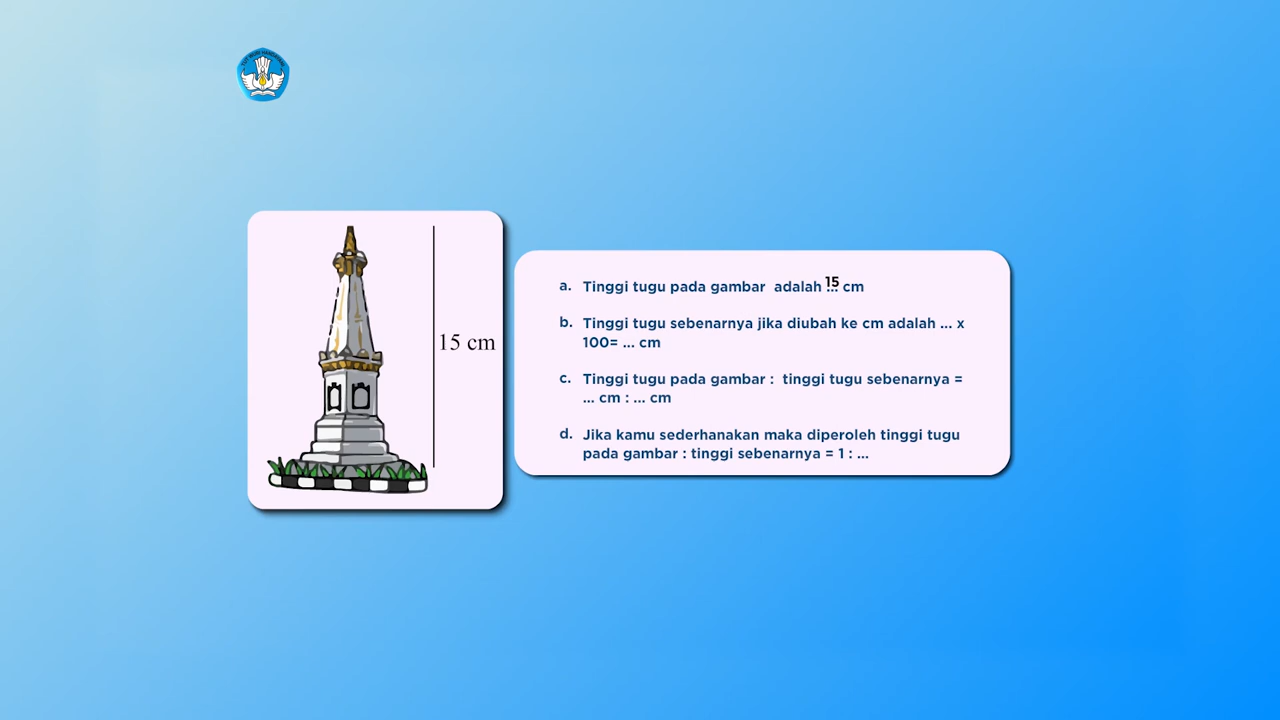 15 cm
a. Tinggi tugu pada gambar adalah 15 cm
b. Tinggi tugu sebenarnya jika diubah ke cm adalah ... x
100= ... cm
c. Tinggi tugu pada gambar : tinggi tugu sebenarnya =
... cm : ... cm
d. Jika kamu sederhanakan maka diperoleh tinggi tugu
pada gambar : tinggi sebenarnya = 1 : ...